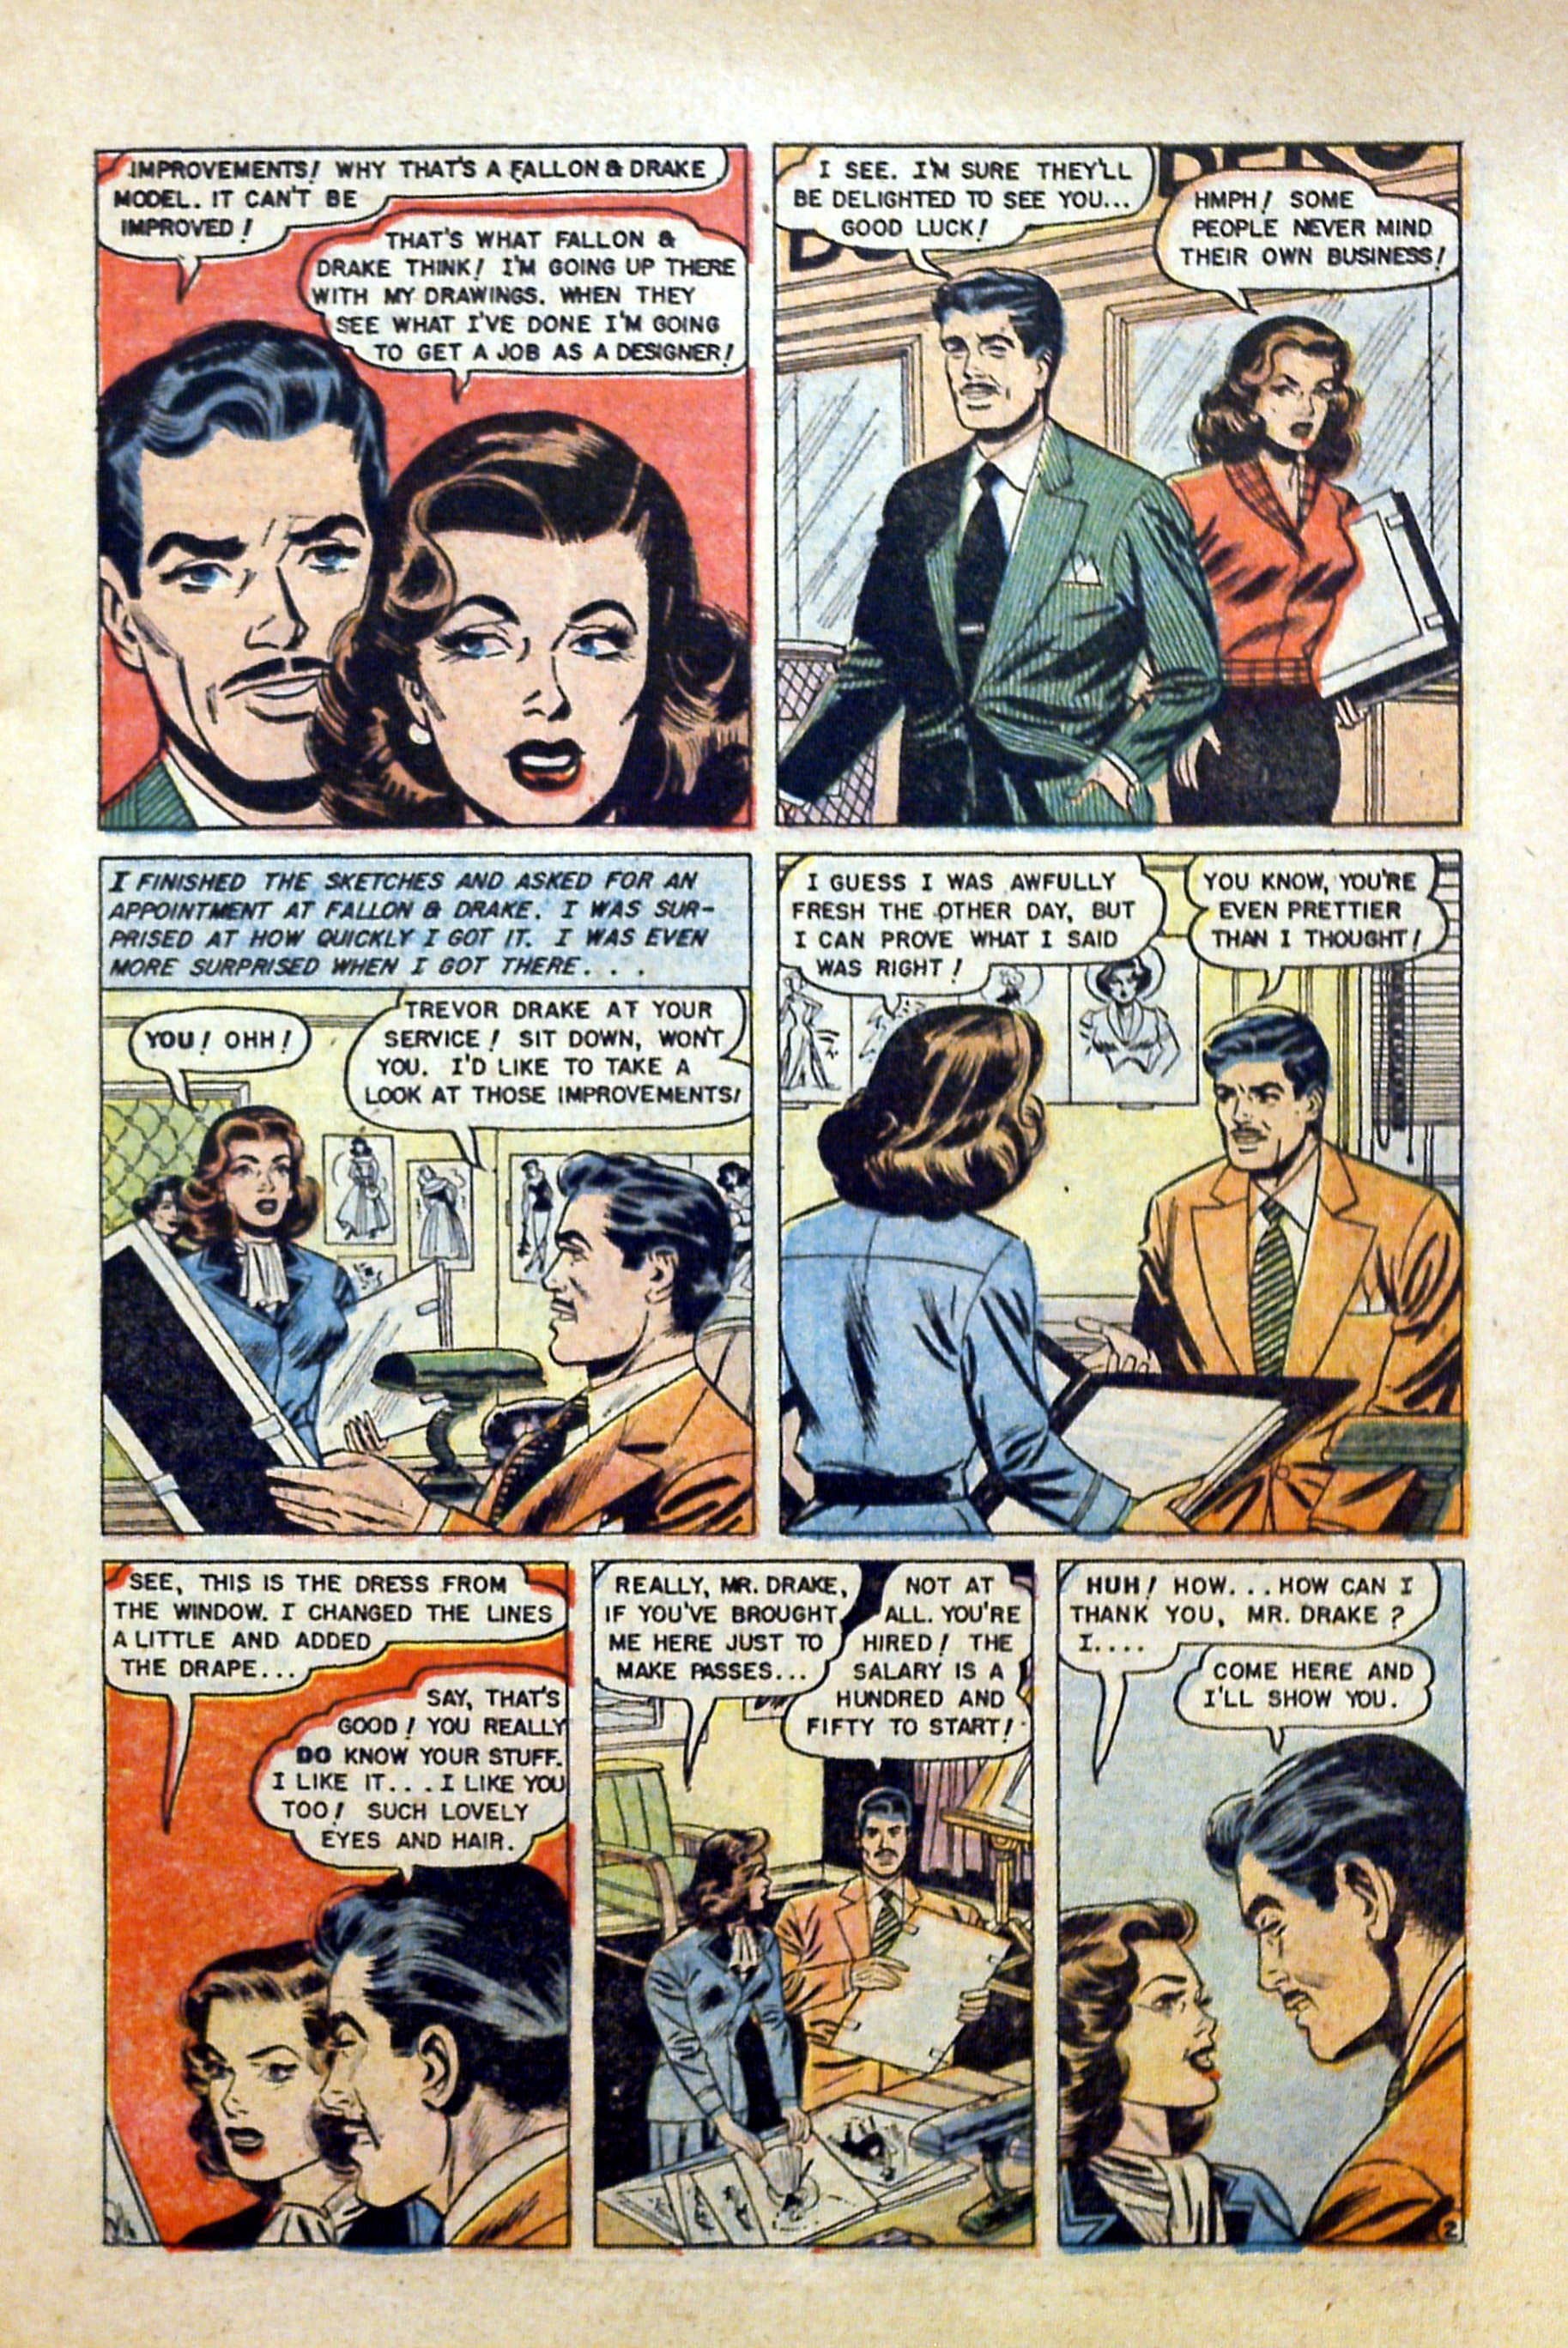 IMPROVEMENTS! WHY THAT'S A FALLON & DRAKE
MODEL. IT CAN'T BE
IMPROVED!
THAT'S WHAT FALLON &
DRAKE THINK! I'M GOING UP THERE
WITH MY DRAWINGS. WHEN THEY
SEE WHAT I'VE DONE I'M GOING
TO GET A JOB AS A DESIGNER!
I SEE. I'M SURE THEY'LL
BE DELIGHTED TO SEE YOU...
GOOD LUCK!
HMPH! SOME
PEOPLE NEVER MIND
THEIR OWN BUSINESS!
I FINISHED THE SKETCHES AND ASKED FOR AN
APPOINTMENT AT FALLON & DRAKE. I WAS SUR-
PRISED AT HOW QUICKLY I GOT IT. I WAS EVEN
MORE SURPRISED WHEN I GOT THERE...
YOU! OHH!
TREVOR DRAKE AT YOUR
SERVICE! SIT DOWN, WON'T
YOU. I'D LIKE TO TAKE A
LOOK AT THOSE IMPROVEMENTS!
I GUESS I WAS AWFULLY
FRESH THE OTHER DAY, BUT
I CAN PROVE WHAT I SAID
WAS RIGHT!
YOU KNOW, YOU'RE
EVEN PRETTIER
THAN I THOUGHT!
SEE, THIS IS THE DRESS FROM
THE WINDOW. I CHANGED THE LINES
A LITTLE AND ADDED
THE DRAPE...
SAY, THAT'S
GOOD! YOU REALLY
DO KNOW YOUR STUFF.
I LIKE IT... I LIKE YOU
TOO! SUCH LOVELY
EYES AND HAIR.
REALLY, MR. DRAKE,
IF YOU'VE BROUGHT
ME HERE JUST TO
MAKE PASSES...
NOT AT
ALL. YOU'RE
HIRED! THE
SALARY IS A
HUNDRED AND
FIFTY TO START!
HUH! HOW... HOW CAN I
THANK YOU, MR. DRAKE?
I....
COME HERE AND
I'LL SHOW YOU.
2